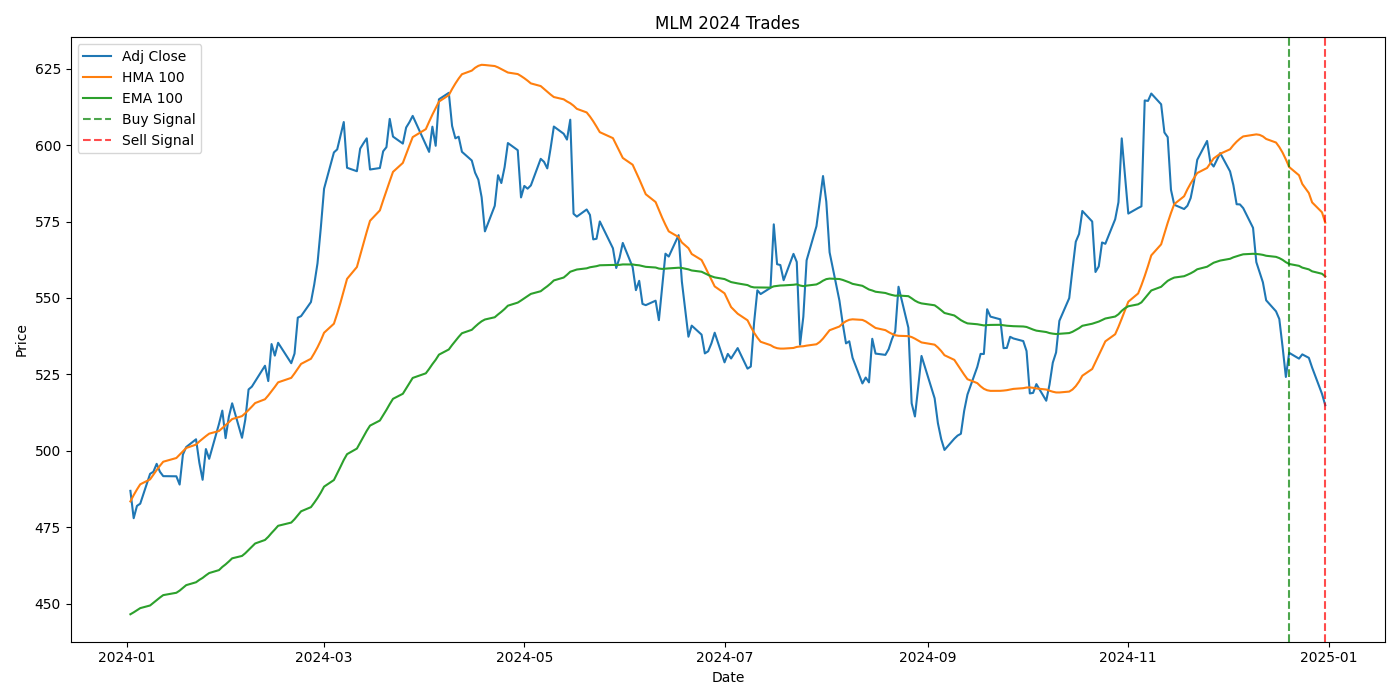 MLM 2024 Trades
Adj Close
HMA 100
EMA 100
Buy Signal
Sell Signal
Price
625
600
575
550
525
500
475
450
2024-01
2024-03
2024-05
2024-07
2024-09
2024-11
2025-01
Date